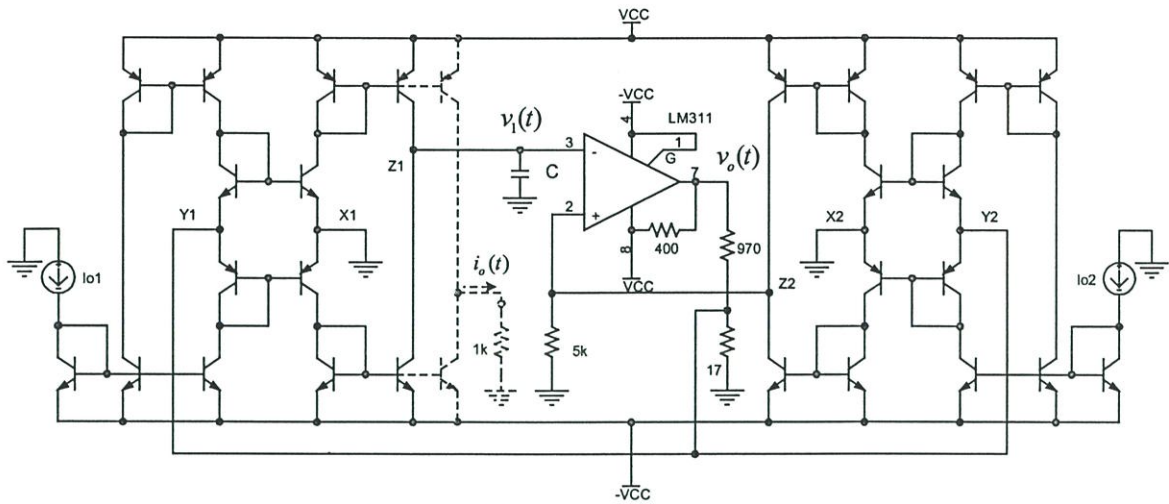 VCC
-VCC
4
LM311
1
G
v₁(t)
vₒ(t)
3
-
7
Z1
C
2
+
8
400
970
VCC
Y1
X1
X2
Y2
Io1
iₒ(t)
Z2
Io2
1k
5k
17
-VCC